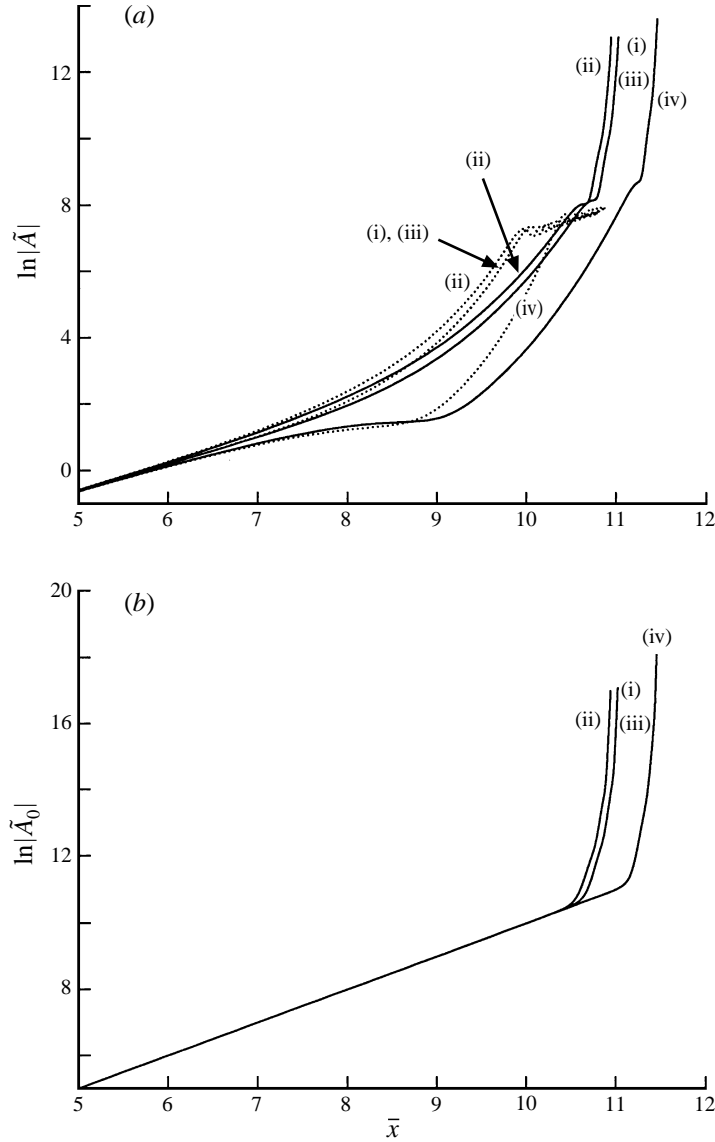 (a)
(i)
(ii)
(iii)
12
(iv)
(ii)
8
(i), (iii)
ln|Ã|
(ii)
(iv)
4
0
5 6 7 8 9 10 11 12
20
(b)
(iv)
(i)
(ii)
(iii)
16
ln|Ã₀|
12
8
5 6 7 8 9 10 11 12
x̄